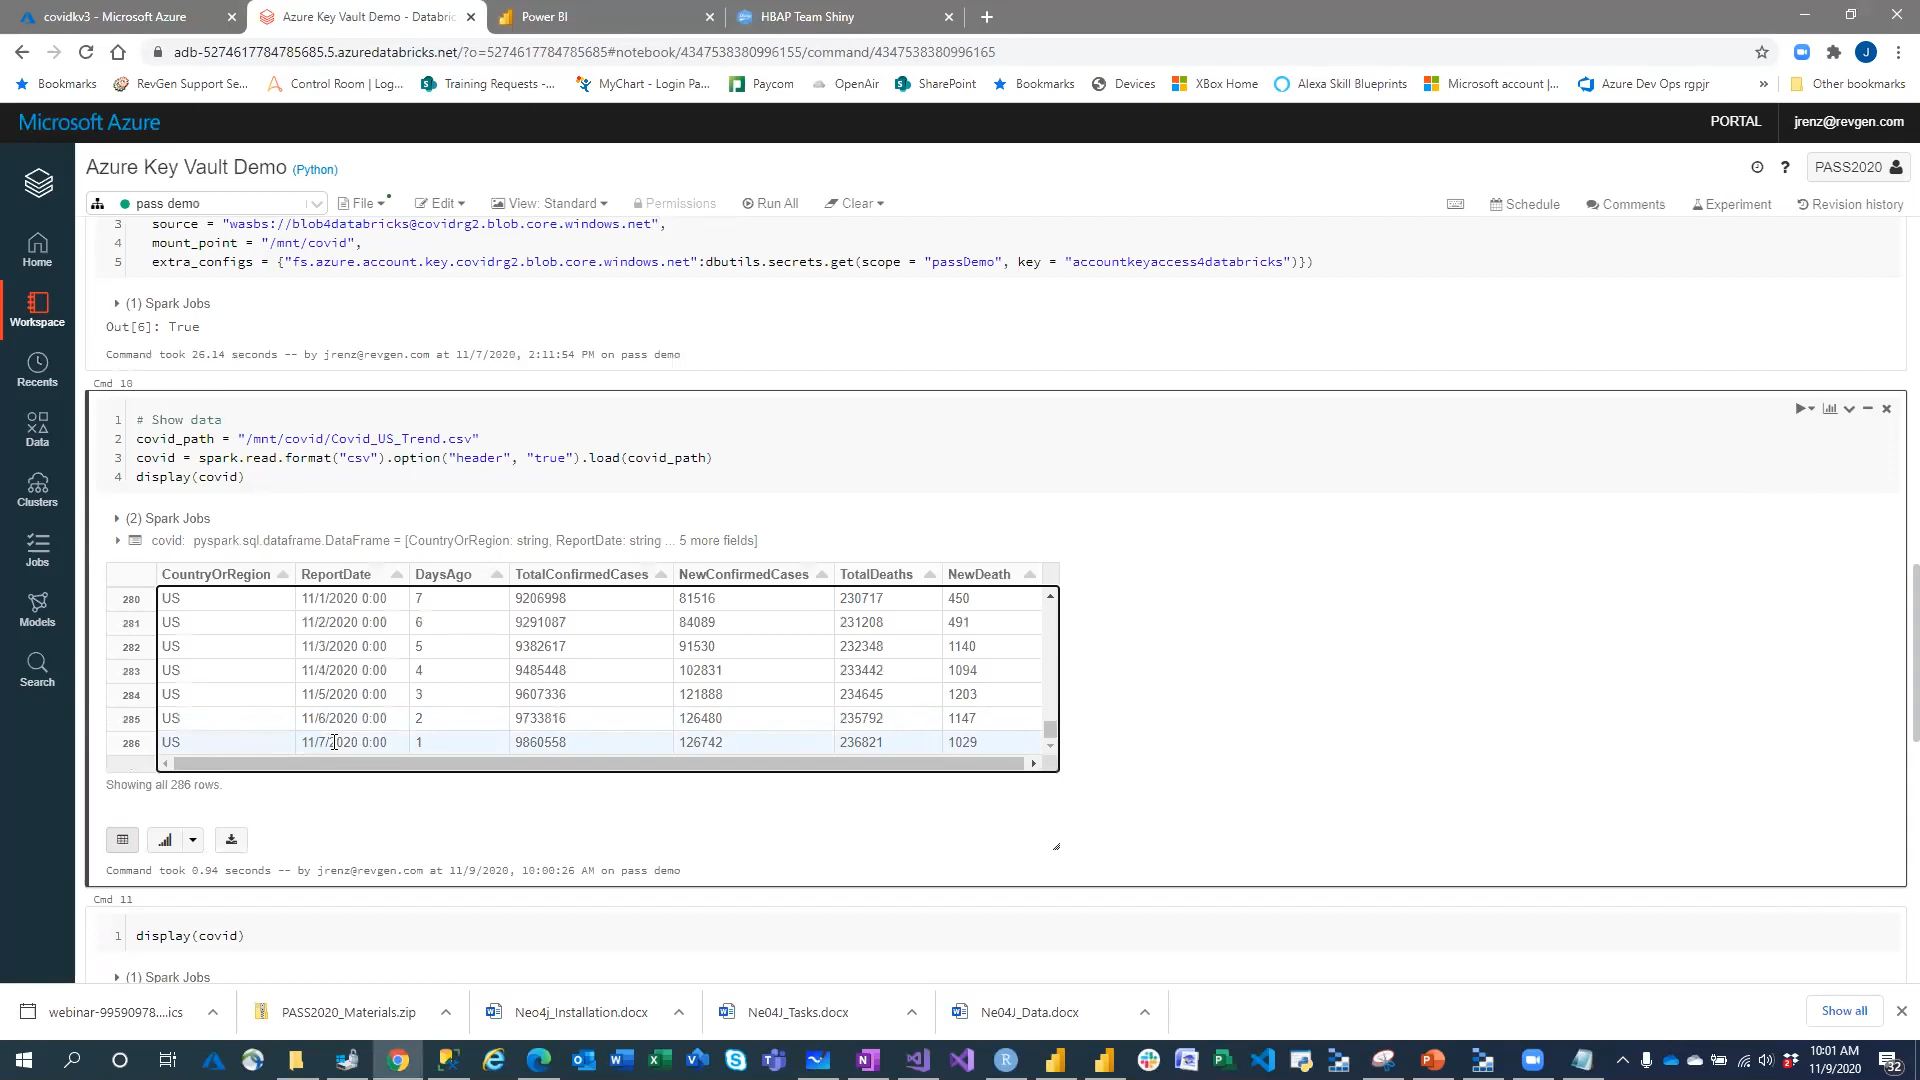 covidkv3 - Microsoft Azure
Azure Key Vault Demo - Databric
Power BI
HBAP Team Shiny
adb-5274617784785685.5.azuredatabricks.net/?o=5274617784785685#notebook/4347538380996155/command/4347538380996165
J
Bookmarks
RevGen Support Se...
Control Room | Log...
Training Requests -...
MyChart - Login Pa...
Paycom
OpenAir
SharePoint
Bookmarks
Devices
XBox Home
Alexa Skill Blueprints
Microsoft account |...
Azure Dev Ops rgpjr
»
Other bookmarks
Microsoft Azure
PORTAL
jrenz@revgen.com
Azure Key Vault Demo (Python)
?
PASS2020
pass demo
File
Edit
View: Standard
Permissions
Run All
Clear
Schedule
Comments
Experiment
Revision history
Home
Workspace
Recents
Data
Clusters
Jobs
Models
Search
3 source = "wasbs://blob4databricks@covidrg2.blob.core.windows.net",
4 mount_point = "/mnt/covid",
5 extra_configs = {"fs.azure.account.key.covidrg2.blob.core.windows.net":dbutils.secrets.get(scope = "passDemo", key = "accountkeyaccess4databricks")})
(1) Spark Jobs
Out[6]: True
Command took 26.14 seconds -- by jrenz@revgen.com at 11/7/2020, 2:11:54 PM on pass demo
Cmd 10
1 # Show data
2 covid_path = "/mnt/covid/Covid_US_Trend.csv"
3 covid = spark.read.format("csv").option("header", "true").load(covid_path)
4 display(covid)
(2) Spark Jobs
covid: pyspark.sql.dataframe.DataFrame = [CountryOrRegion: string, ReportDate: string ... 5 more fields]
CountryOrRegion ReportDate DaysAgo TotalConfirmedCases NewConfirmedCases TotalDeaths NewDeath
280 US 11/1/2020 0:00 7 9206998 81516 230717 450
281 US 11/2/2020 0:00 6 9291087 84089 231208 491
282 US 11/3/2020 0:00 5 9382617 91530 232348 1140
283 US 11/4/2020 0:00 4 9485448 102831 233442 1094
284 US 11/5/2020 0:00 3 9607336 121888 234645 1203
285 US 11/6/2020 0:00 2 9733816 126480 235792 1147
286 US 11/7/2020 0:00 1 9860558 126742 236821 1029
Showing all 286 rows.
Command took 0.94 seconds -- by jrenz@revgen.com at 11/9/2020, 10:00:26 AM on pass demo
Cmd 11
1 display(covid)
(1) Spark Jobs
webinar-99590978....ics
PASS2020_Materials.zip
Neo4j_Installation.docx
Ne04J_Tasks.docx
Ne04J_Data.docx
Show all
10:01 AM
11/9/2020
32